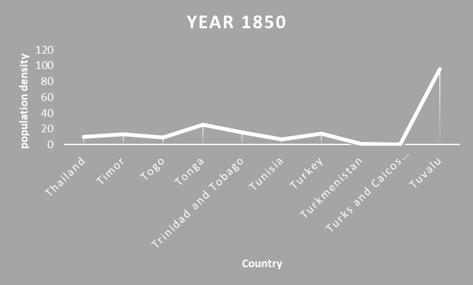 YEAR 1850
population density
120
100
80
60
40
20
0
Thailand
Timor
Togo
Tonga
Trinidad and Tobago
Tunisia
Turkey
Turkmenistan
Turks and Caicos...
Tuvalu
Country